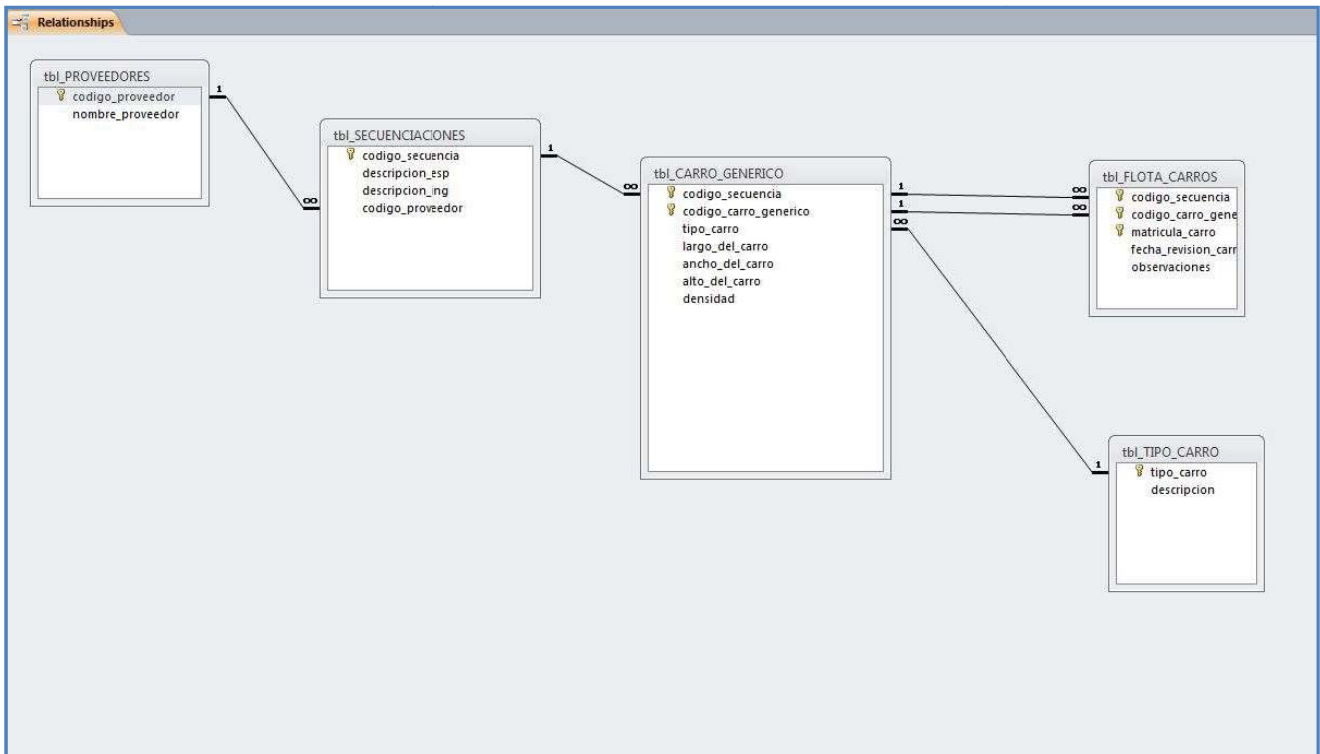 Relationships
tbl_PROVEEDORES
codigo_proveedor
nombre_proveedor
1
∞
tbl_SECUENCIACIONES
codigo_secuencia
descripcion_esp
descripcion_ing
codigo_proveedor
1
∞
tbl_CARRO_GENERICO
codigo_secuencia
codigo_carro_generico
tipo_carro
largo_del_carro
ancho_del_carro
alto_del_carro
densidad
1
1
∞
∞
∞
tbl_FLOTA_CARROS
codigo_secuencia
codigo_carro_gene
matricula_carro
fecha_revision_carr
observaciones
1
tbl_TIPO_CARRO
tipo_carro
descripcion